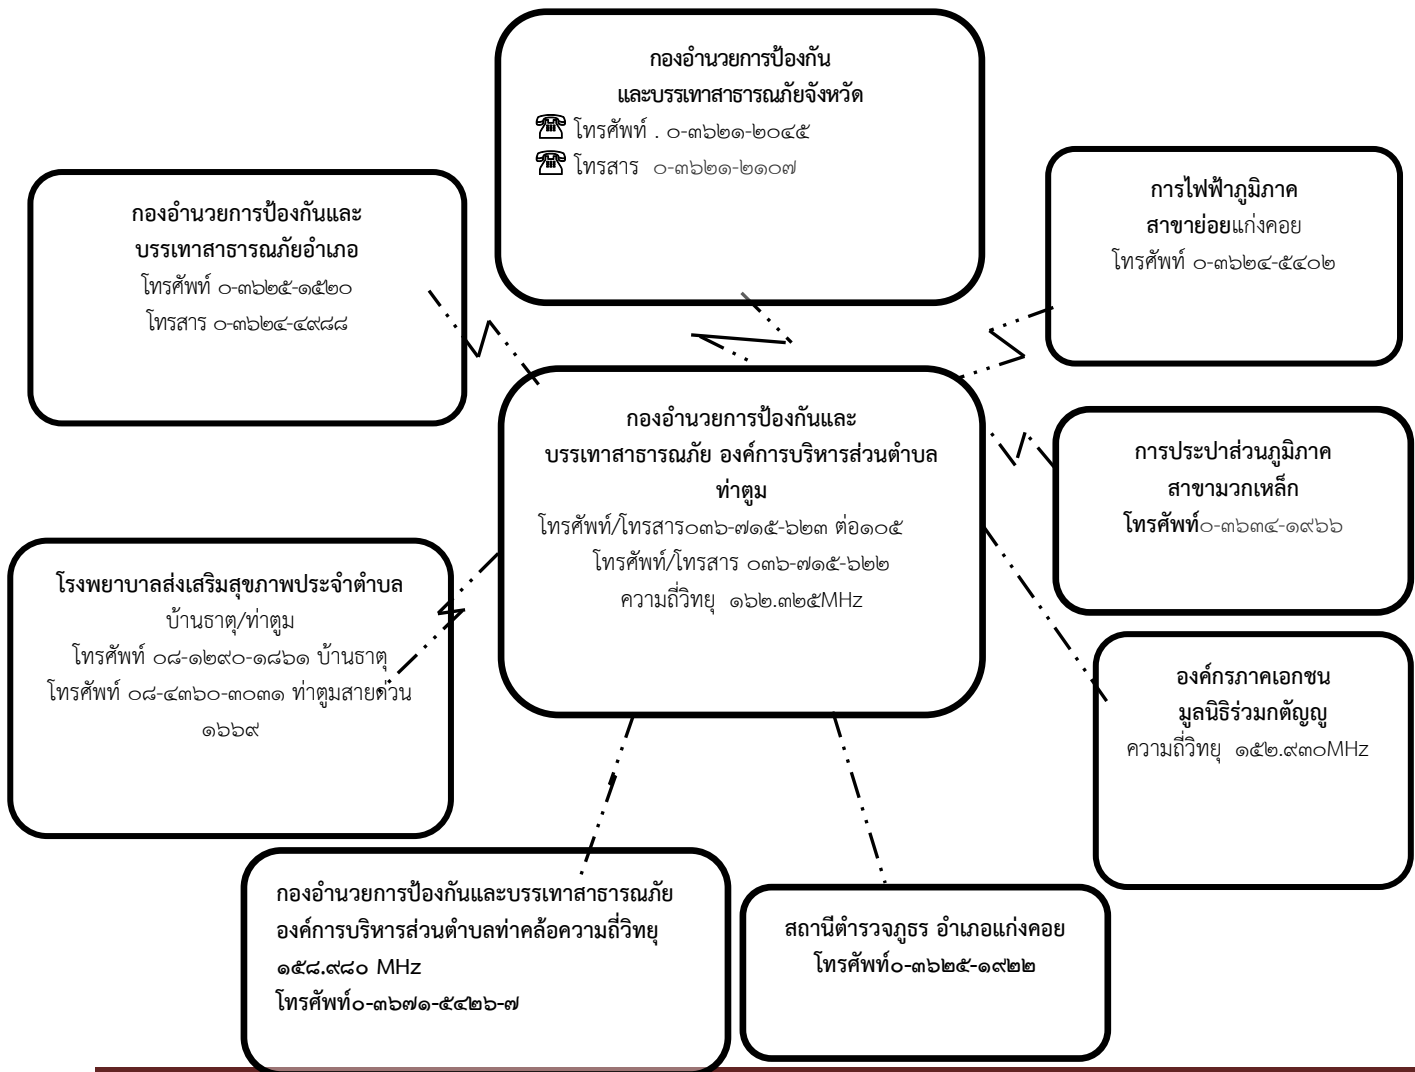 กองอำนวยการป้องกัน
และบรรเทาสาธารณภัยจังหวัด
โทรศัพท์ . ๐-๓๖๒๑-๒๐๔๕
โทรสาร ๐-๓๖๒๑-๒๑๐๗
กองอำนวยการป้องกันและ
บรรเทาสาธารณภัยอำเภอ
โทรศัพท์ ๐-๓๖๒๕-๑๕๒๐
โทรสาร ๐-๓๖๒๔-๔๙๘๘
การไฟฟ้าภูมิภาค
สาขาย่อยแก่งคอย
โทรศัพท์ ๐-๓๖๒๔-๕๔๐๒
กองอำนวยการป้องกันและ
บรรเทาสาธารณภัย องค์การบริหารส่วนตำบล
ท่าตูม
โทรศัพท์/โทรสาร๐๓๖-๗๑๕-๖๒๓ ต่อ๑๐๕
โทรศัพท์/โทรสาร ๐๓๖-๗๑๕-๖๒๒
ความถี่วิทยุ ๑๖๒.๓๒๕MHz
การประปาส่วนภูมิภาค
สาขามวกเหล็ก
โทรศัพท์๐-๓๖๓๔-๑๙๖๖
โรงพยาบาลส่งเสริมสุขภาพประจำตำบล
บ้านธาตุ/ท่าตูม
โทรศัพท์ ๐๘-๑๒๙๐-๑๘๖๑ บ้านธาตุ
โทรศัพท์ ๐๘-๔๓๖๐-๓๐๓๑ ท่าตูมสายด่วน
๑๖๖๙
องค์กรภาคเอกชน
มูลนิธิร่วมกตัญญู
ความถี่วิทยุ ๑๕๒.๙๓๐MHz
กองอำนวยการป้องกันและบรรเทาสาธารณภัย
องค์การบริหารส่วนตำบลท่าคล้อความถี่วิทยุ
๑๕๘.๙๘๐ MHz
โทรศัพท์๐-๓๖๗๑-๕๔๒๖-๗
สถานีตำรวจภูธร อำเภอแก่งคอย
โทรศัพท์๐-๓๖๒๕-๑๙๒๒